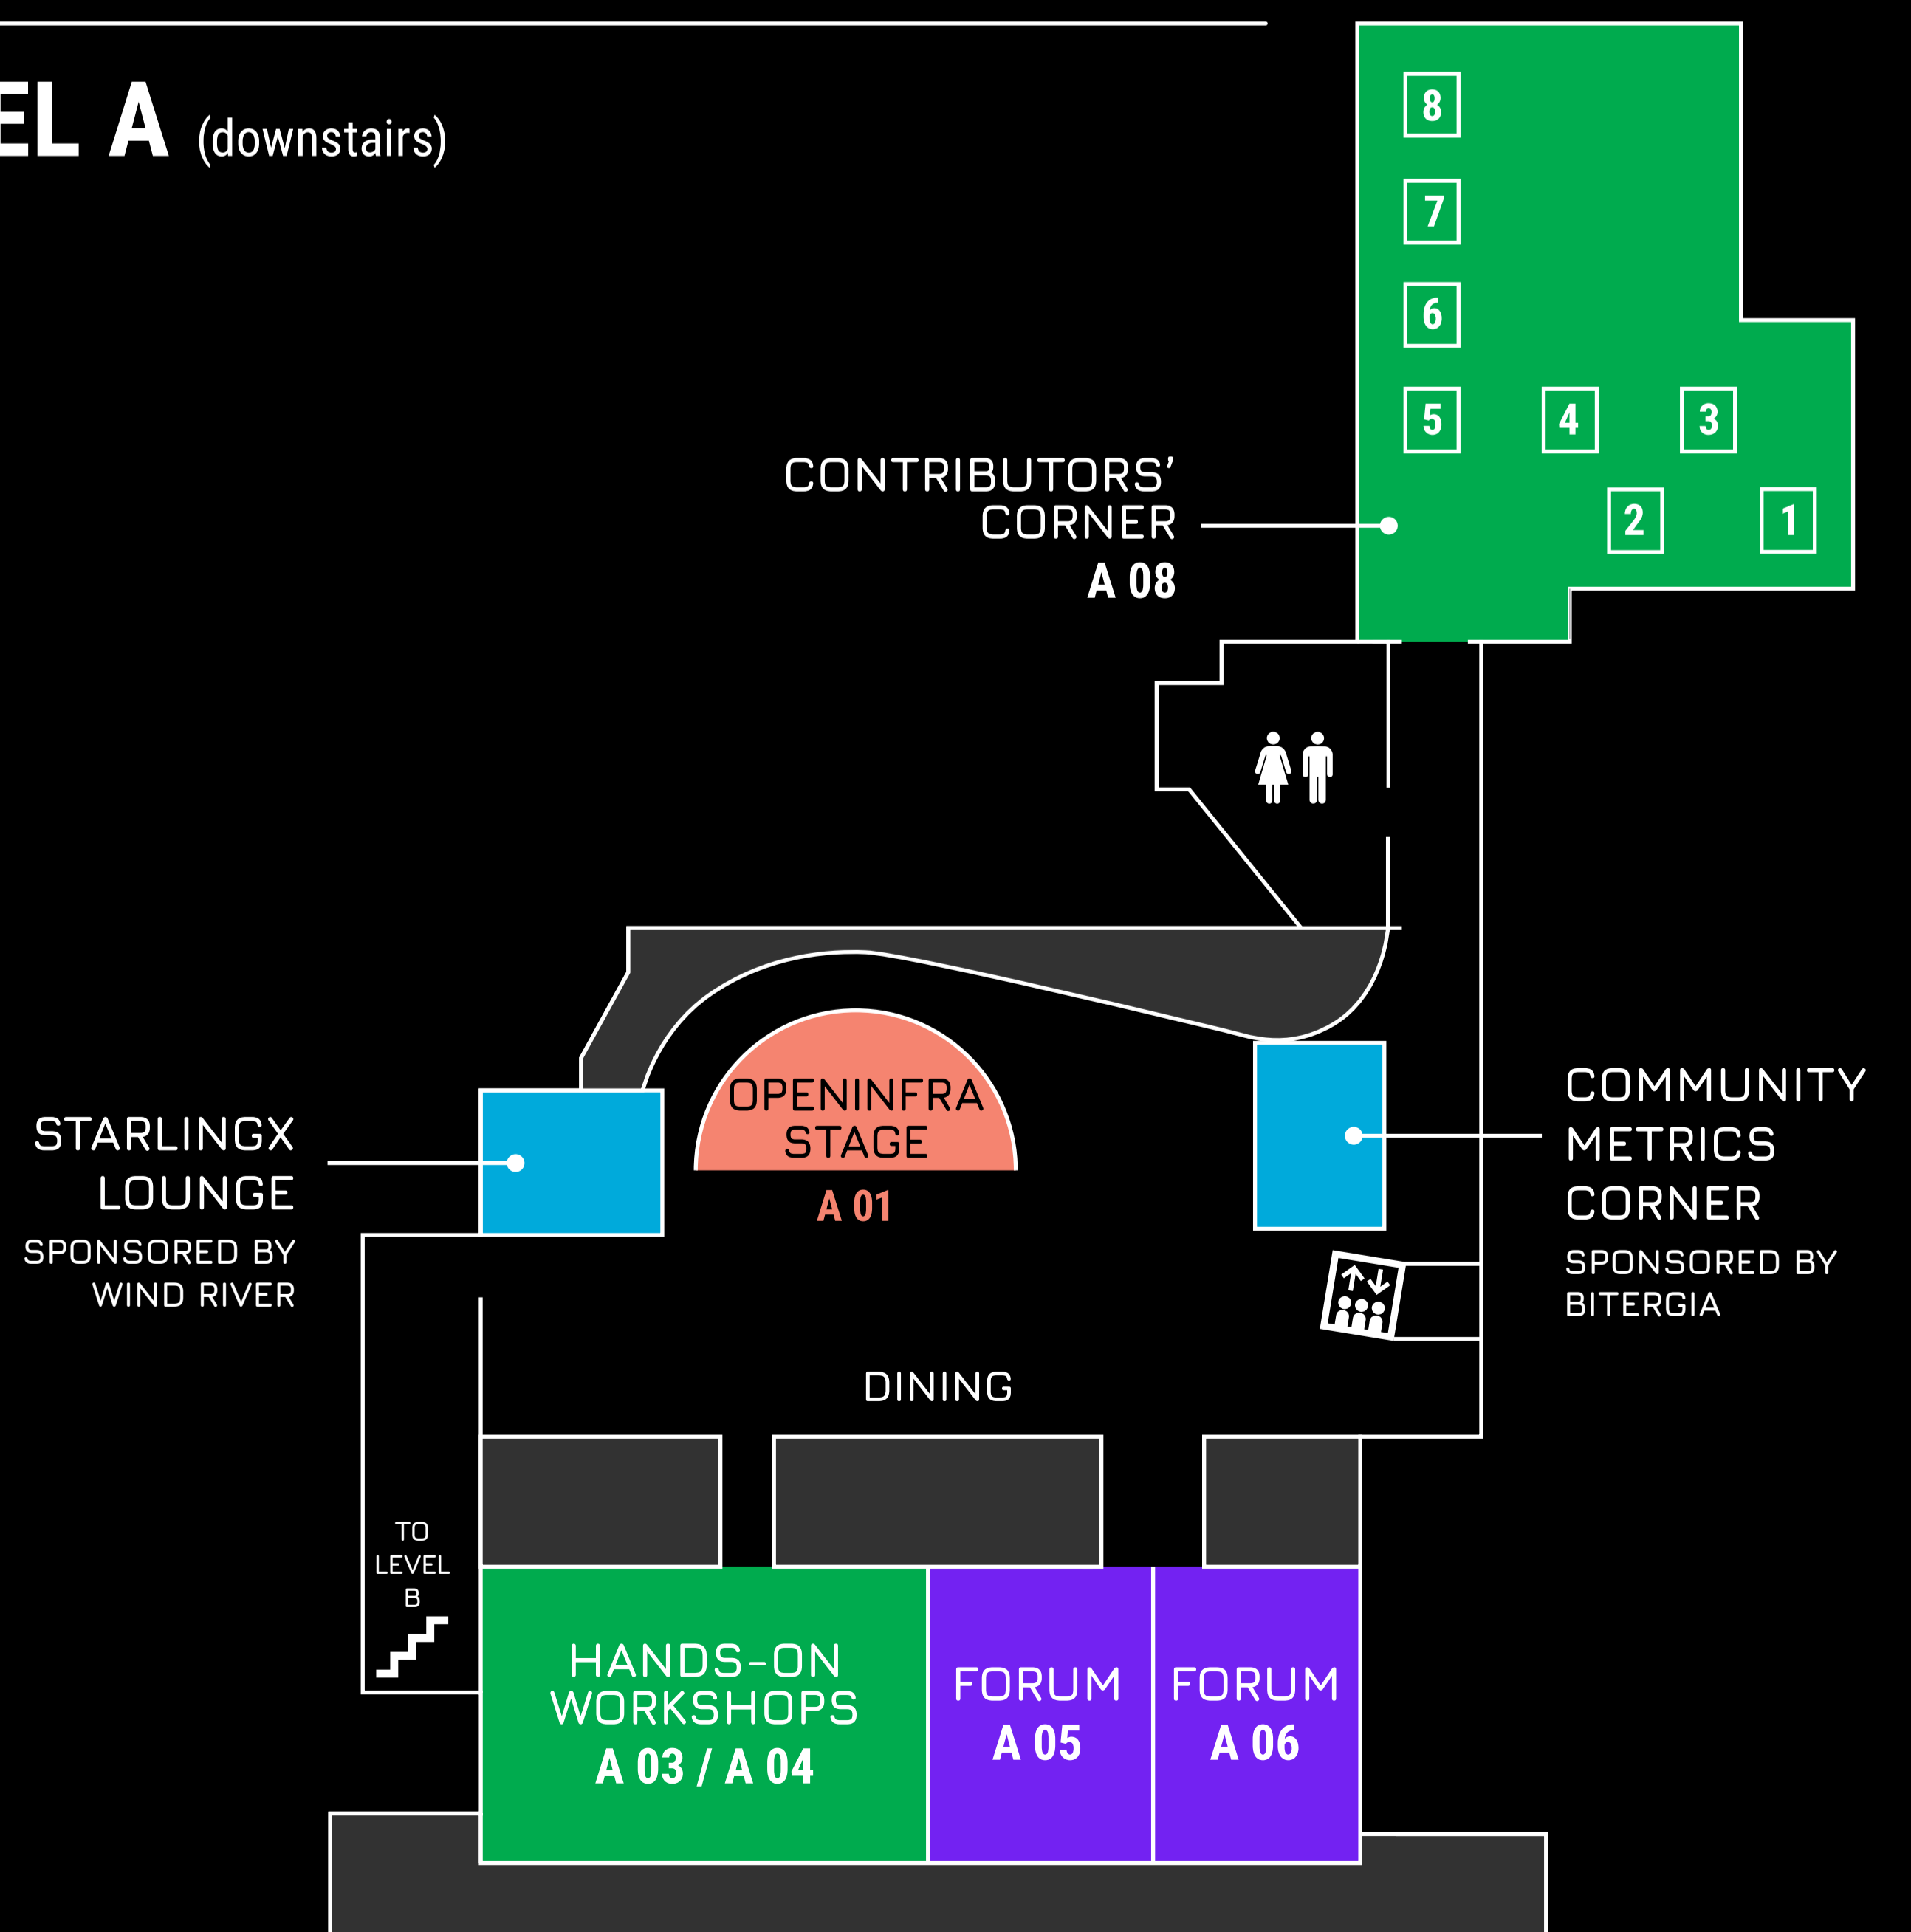 EL A (downstairs)
8
7
6
5 4 3
2 1
CONTRIBUTORS'
CORNER
A 08
OPENINFRA
STAGE
A 01
STARLINGX
LOUNGE
SPONSORED BY
WIND RIVER
COMMUNITY
METRICS
CORNER
SPONSORED BY
BITERGIA
DINING
TO
LEVEL
B
HANDS-ON
WORKSHOPS
A 03 / A 04
FORUM
A 05
FORUM
A 06